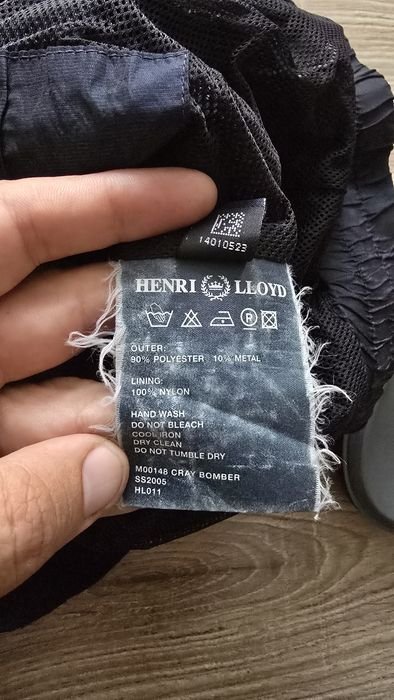 14010523
HENRI LLOYD
OUTER:
90% POLYESTER 10% METAL
LINING:
100% NYLON
HAND WASH
DO NOT BLEACH
COOL IRON
DRY CLEAN
DO NOT TUMBLE DRY
M00148 CRAY BOMBER
SS2005
HL011